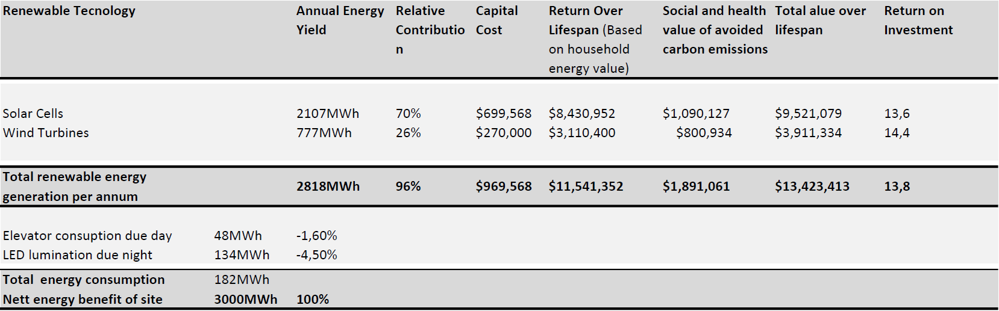 Renewable Tecnology Annual Energy Relative Capital Return Over Social and health Total alue over Return on
Yield Contributio Cost Lifespan (Based value of avoided lifespan Investment
n on household carbon emissions
energy value)
Solar Cells 2107MWh 70% $699,568 $8,430,952 $1,090,127 $9,521,079 13,6
Wind Turbines 777MWh 26% $270,000 $3,110,400 $800,934 $3,911,334 14,4
Total renewable energy
generation per annum 2818MWh 96% $969,568 $11,541,352 $1,891,061 $13,423,413 13,8
Elevator consuption due day 48MWh -1,60%
LED lumination due night 134MWh -4,50%
Total energy consumption 182MWh
Nett energy benefit of site 3000MWh 100%